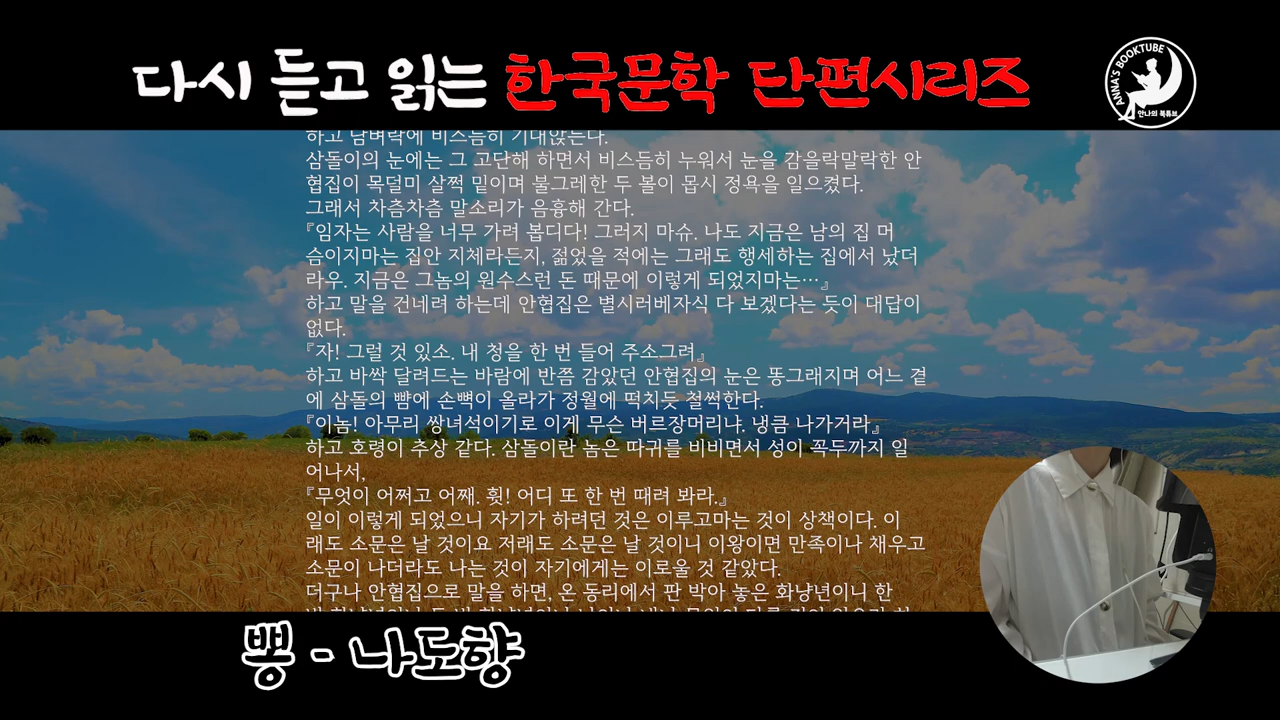 다시 듣고 읽는 한국문학 단편시리즈
ANNA'S BOOKTUBE
안나의 북튜브
하고 담벼락에 비스듬히 기대앉는다.
삼돌이의 눈에는 그 고단해 하면서 비스듬히 누워서 눈을 감을락말락한 안
협집이 목덜미 살쩍 밑이며 불그레한 두 볼이 몹시 정욕을 일으켰다.
그래서 차츰차츰 말소리가 음흉해 간다.
『임자는 사람을 너무 가려 봅디다! 그러지 마슈. 나도 지금은 남의 집 머
슴이지마는 집안 지체라든지, 젊었을 적에는 그래도 행세하는 집에서 났더
라우. 지금은 그놈의 원수스런 돈 때문에 이렇게 되었지마는…』
하고 말을 건네려 하는데 안협집은 별시러베자식 다 보겠다는 듯이 대답이
없다.
『자! 그럴 것 있소. 내 청을 한 번 들어 주소그려』
하고 바싹 달려드는 바람에 반쯤 감았던 안협집의 눈은 똥그래지며 어느 곁
에 삼돌의 뺨에 손뼉이 올라가 정월에 떡치듯 철썩한다.
『이놈! 아무리 쌍녀석이기로 이게 무슨 버르장머리냐, 냉큼 나가거라』
하고 호령이 추상 같다. 삼돌이란 놈은 따귀를 비비면서 성이 꼭두까지 일
어나서,
『무엇이 어쩌고 어째. 휫! 어디 또 한 번 때려 봐라.』
일이 이렇게 되었으니 자기가 하려던 것은 이루고마는 것이 상책이다. 이
래도 소문은 날 것이요 저래도 소문은 날 것이니 이왕이면 만족이나 채우고
소문이 나더라도 나는 것이 자기에게는 이로울 것 같았다.
더구나 안협집으로 말을 하면, 온 동리에서 판 박아 놓은 화냥년이니 한
뽕 - 나도향